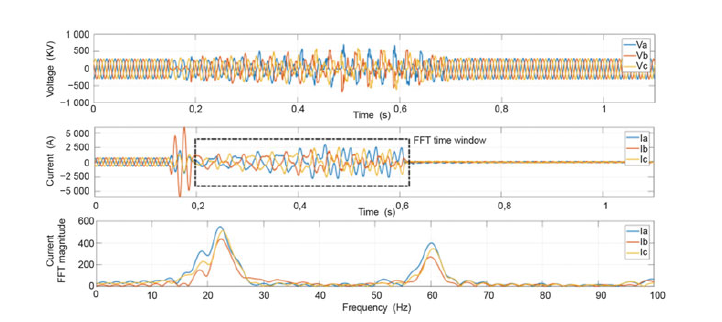 1 000
500
0
−500
−1 000
Voltage (KV)
Va
Vb
Vc
0 0,2 0,4 0,6 0,8 1
Time (s)
5 000
2 500
0
−2 500
−5 000
Current (A)
FFT time window
Ia
Ib
Ic
0 0,2 0,4 0,6 0,8 1
Time (s)
600
400
200
0
Current
FFT magnitude
Ia
Ib
Ic
0 10 20 30 40 50 60 70 80 90 100
Frequency (Hz)